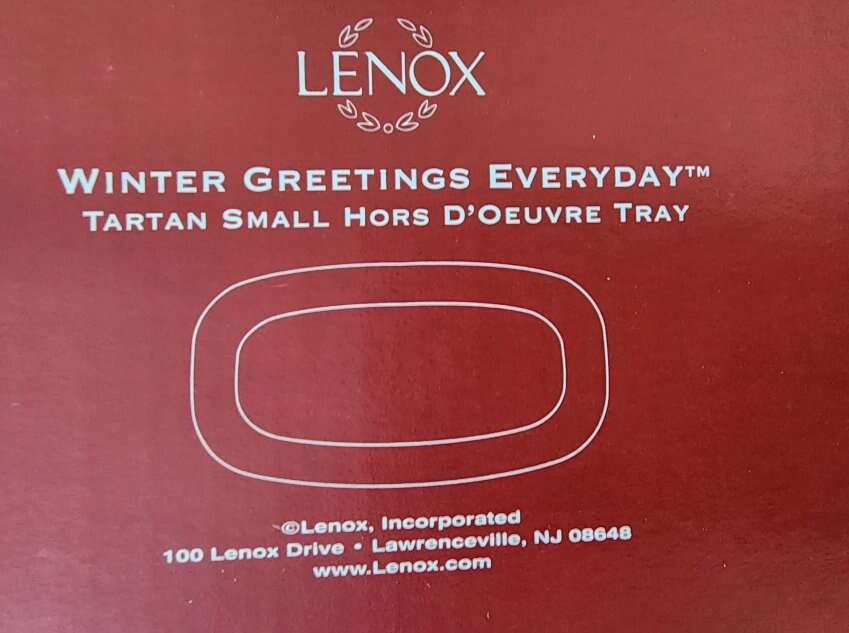 LENOX
WINTER GREETINGS EVERYDAY™
TARTAN SMALL HORS D'OEUVRE TRAY
©Lenox, Incorporated
100 Lenox Drive • Lawrenceville, NJ 08648
www.Lenox.com